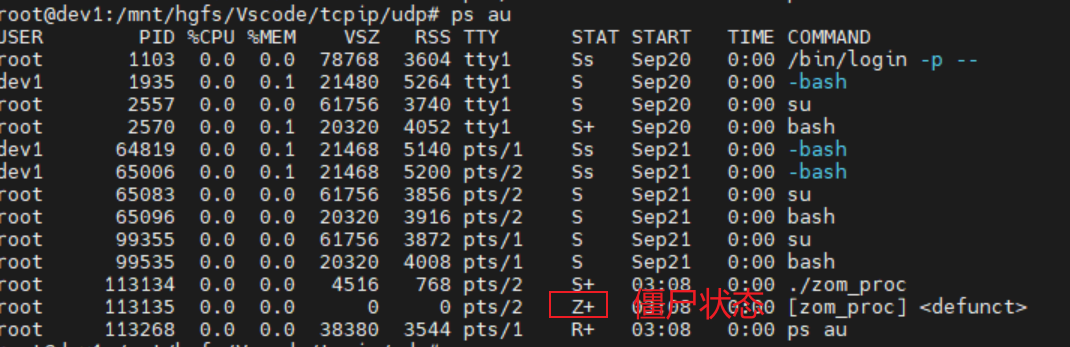 root@dev1:/mnt/hgfs/Vscode/tcpip/udp# ps au
USER PID %CPU %MEM VSZ RSS TTY STAT START TIME COMMAND
root 1103 0.0 0.0 78768 3604 tty1 Ss Sep20 0:00 /bin/login -p --
dev1 1935 0.0 0.1 21480 5264 tty1 S Sep20 0:00 -bash
root 2557 0.0 0.0 61756 3740 tty1 S Sep20 0:00 su
root 2570 0.0 0.1 20320 4052 tty1 S+ Sep20 0:00 bash
dev1 64819 0.0 0.1 21468 5140 pts/1 Ss Sep21 0:00 -bash
dev1 65006 0.0 0.1 21468 5200 pts/2 Ss Sep21 0:00 -bash
root 65083 0.0 0.0 61756 3856 pts/2 S Sep21 0:00 su
root 65096 0.0 0.0 20320 3916 pts/2 S Sep21 0:00 bash
root 99355 0.0 0.0 61756 3872 pts/1 S Sep21 0:00 su
root 99535 0.0 0.0 20320 4008 pts/1 S Sep21 0:00 bash
root 113134 0.0 0.0 4516 768 pts/2 S+ 03:08 0:00 ./zom_proc
root 113135 0.0 0.0 0 0 pts/2 Z+ 03:08 0:00 [zom_proc] <defunct>
僵尸状态
root 113268 0.0 0.0 38380 3544 pts/1 R+ 03:08 0:00 ps au